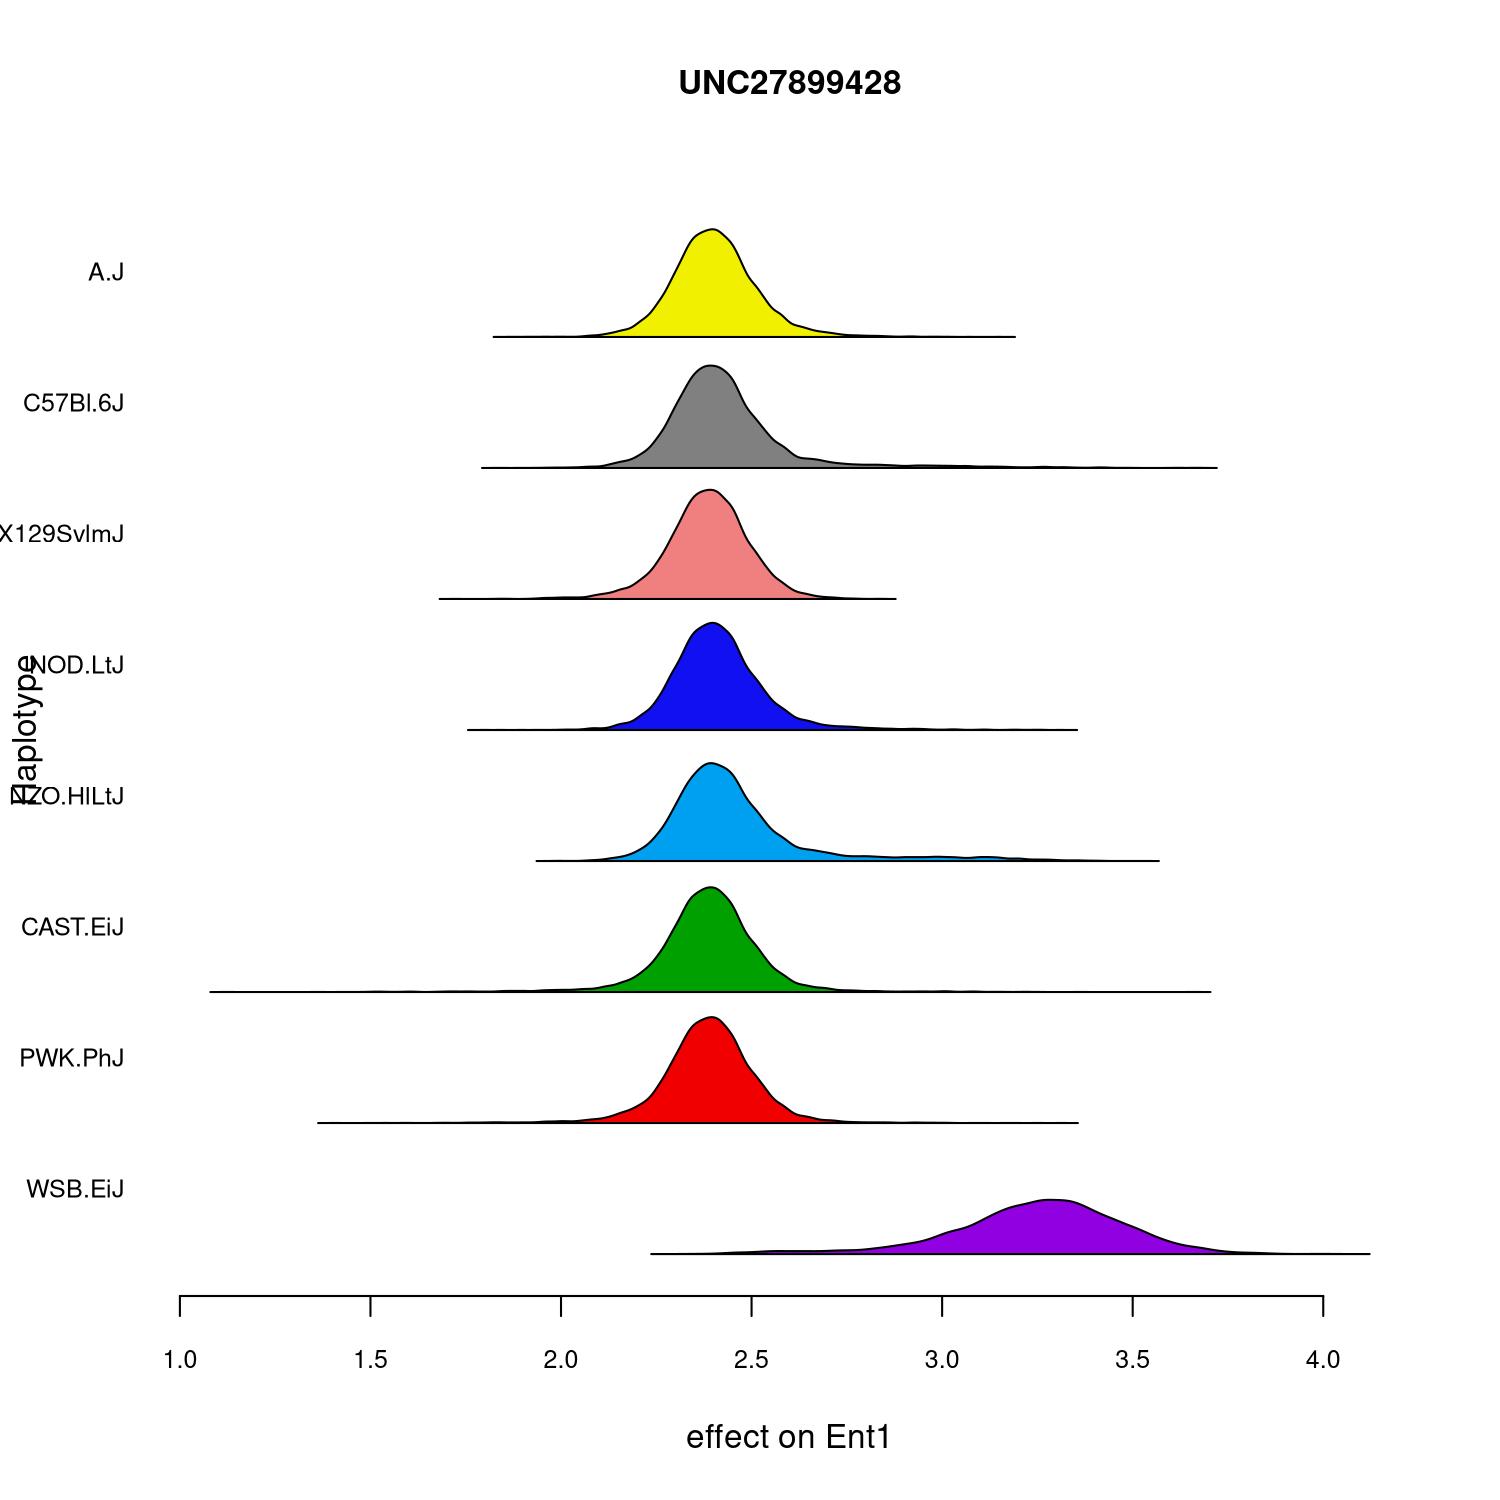 UNC27899428
A.J
C57Bl.6J
X129SvImJ
NOD.LtJ
NZO.HILtJ
CAST.EiJ
PWK.PhJ
WSB.EiJ
Haplotype
1.0 1.5 2.0 2.5 3.0 3.5 4.0
effect on Ent1